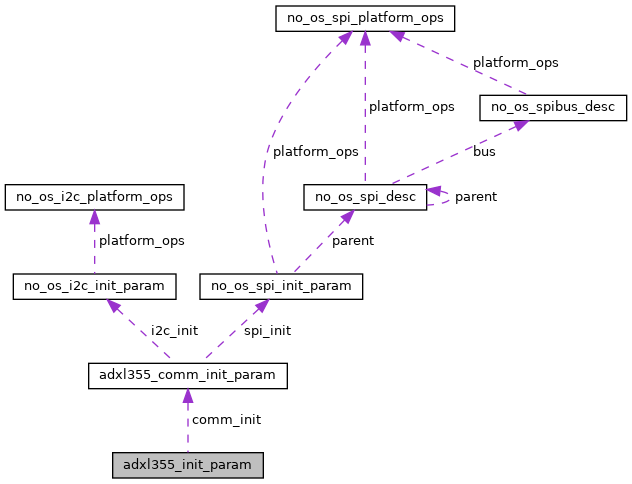 no_os_spi_platform_ops
platform_ops
no_os_spibus_desc
platform_ops
platform_ops
bus
no_os_i2c_platform_ops
no_os_spi_desc
parent
platform_ops
parent
no_os_i2c_init_param
no_os_spi_init_param
i2c_init
spi_init
adxl355_comm_init_param
comm_init
adxl355_init_param